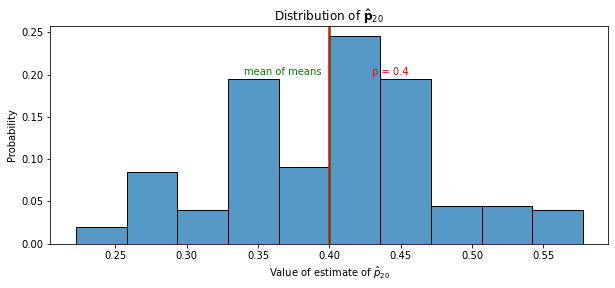 Distribution of p̂₂₀
0.25
0.20
mean of means
p = 0.4
0.15
Probability
0.10
0.05
0.00
0.25 0.30 0.35 0.40 0.45 0.50 0.55
Value of estimate of p̂₂₀